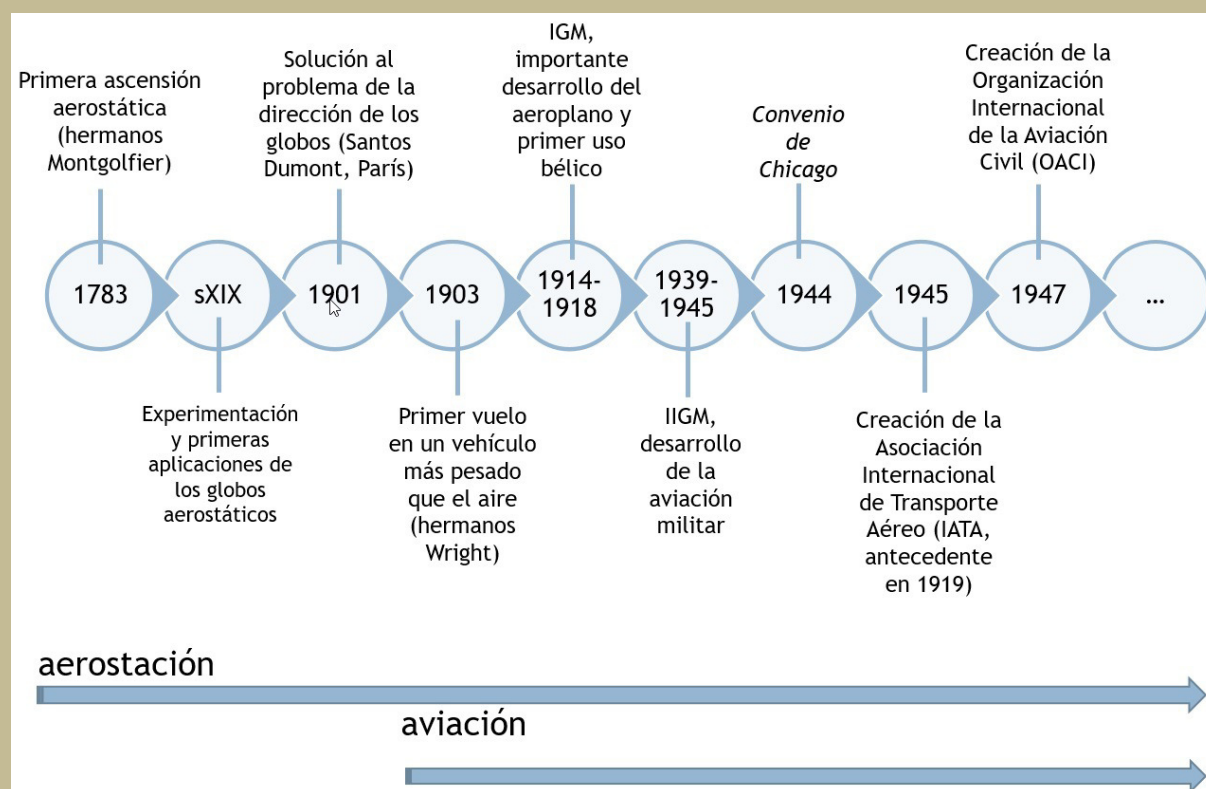 Primera ascensión
aerostática
(hermanos
Montgolfier)
Solución al
problema de la
dirección de los
globos (Santos
Dumont, París)
IGM,
importante
desarrollo del
aeroplano y
primer uso
bélico
Convenio
de
Chicago
Creación de la
Organización
Internacional
de la Aviación
Civil (OACI)
1783
sXIX
1901
1903
1914-
1918
1939-
1945
1944
1945
1947
...
Experimentación
y primeras
aplicaciones de
los globos
aerostáticos
Primer vuelo
en un vehículo
más pesado
que el aire
(hermanos
Wright)
IIGM,
desarrollo
de la
aviación
militar
Creación de la
Asociación
Internacional
de Transporte
Aéreo (IATA,
antecedente
en 1919)
aerostación
aviación